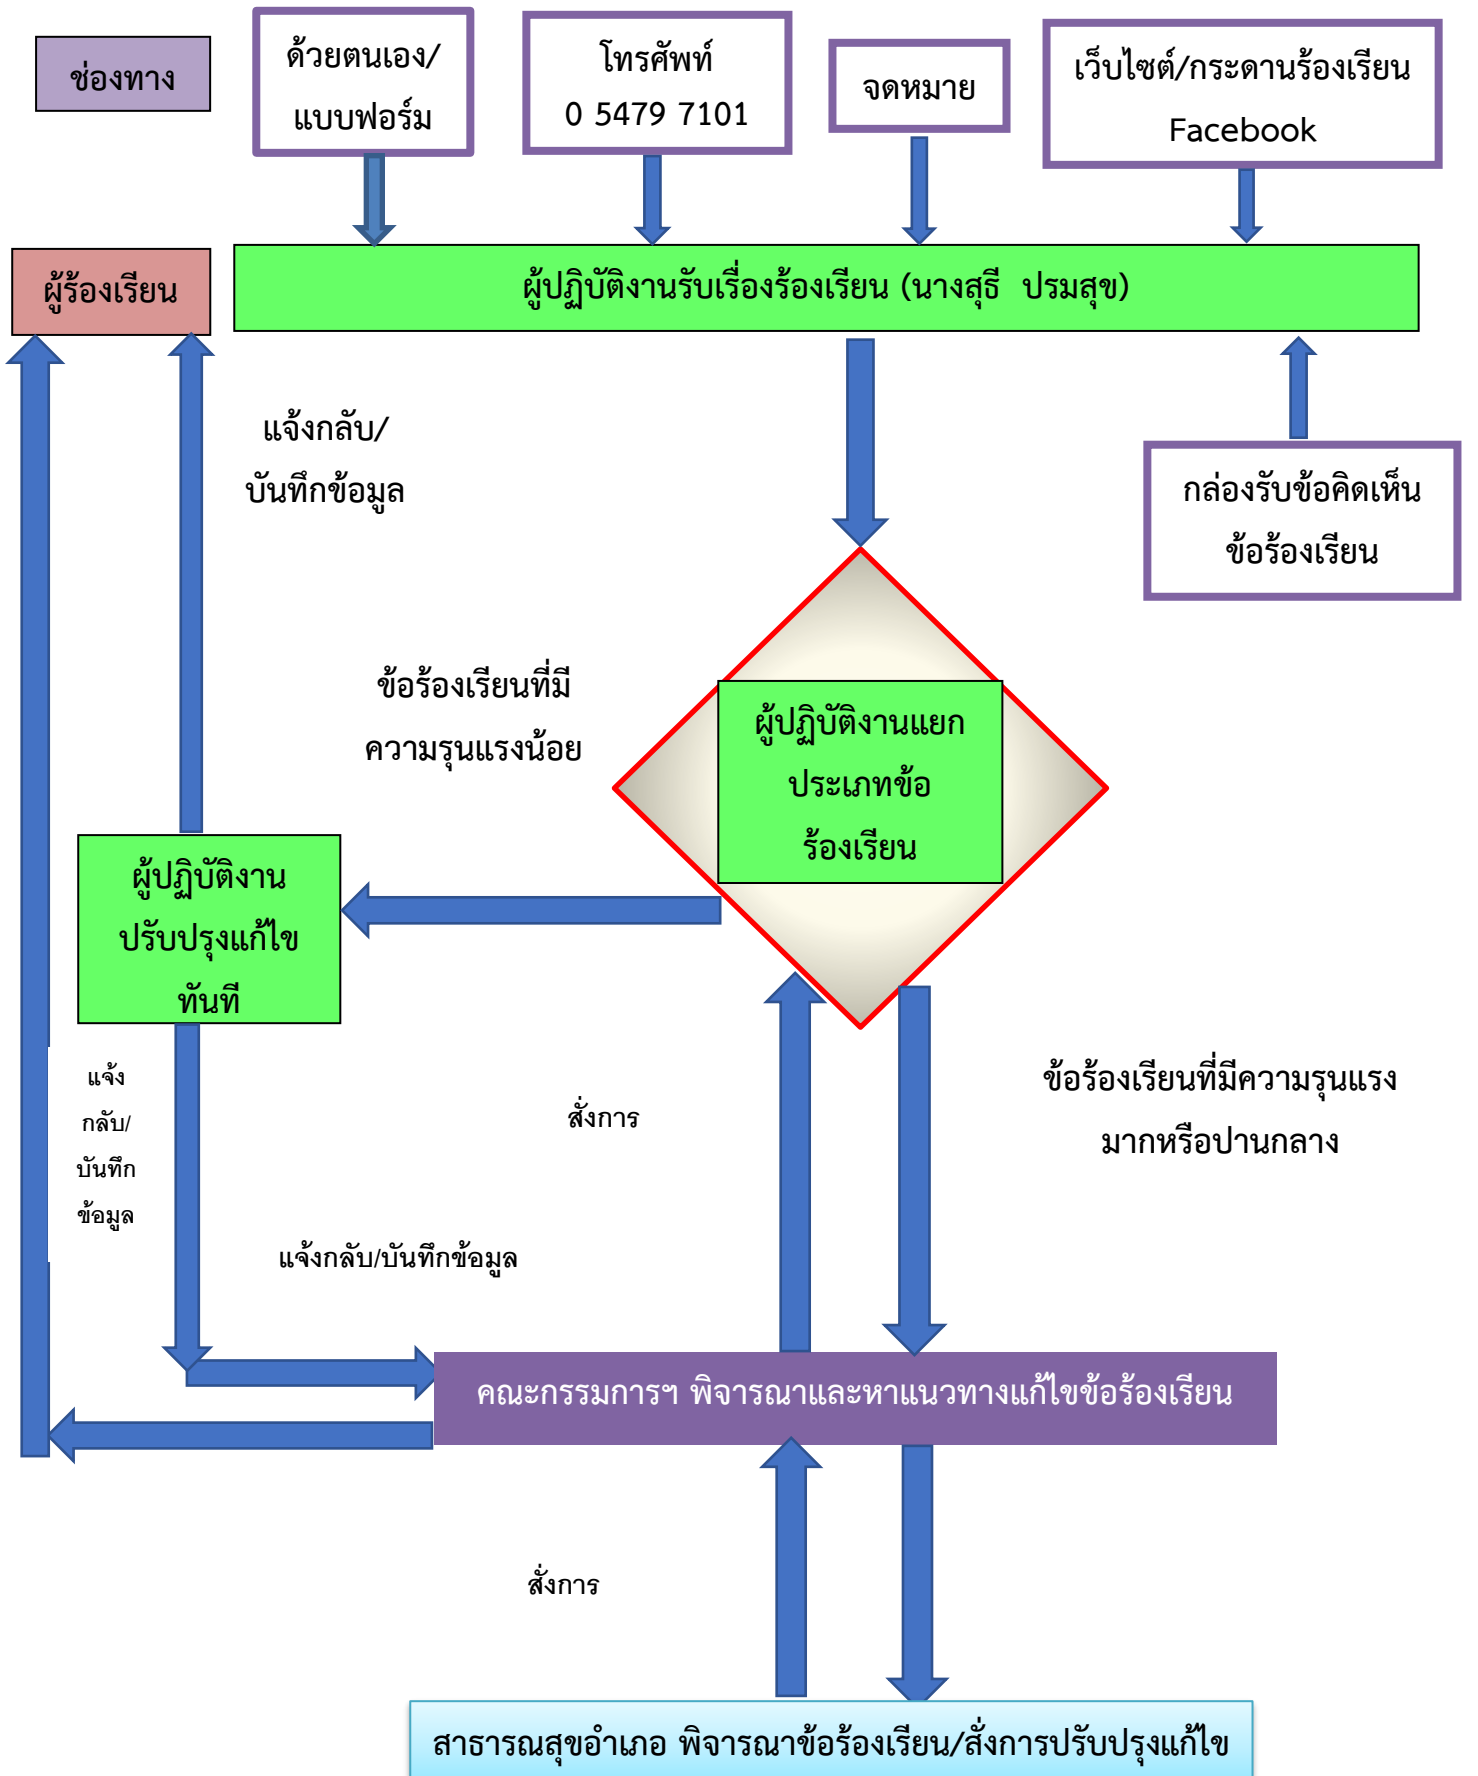 ช่องทาง
ด้วยตนเอง/
แบบฟอร์ม
โทรศัพท์
0 5479 7101
จดหมาย
เว็บไซต์/กระดานร้องเรียน
Facebook
ผู้ร้องเรียน
ผู้ปฏิบัติงานรับเรื่องร้องเรียน (นางสุธี  ปรมสุข)
แจ้งกลับ/
บันทึกข้อมูล
กล่องรับข้อคิดเห็น
ข้อร้องเรียน
ข้อร้องเรียนที่มี
ความรุนแรงน้อย
ผู้ปฏิบัติงานแยก
ประเภทข้อ
ร้องเรียน
ผู้ปฏิบัติงาน
ปรับปรุงแก้ไข
ทันที
แจ้ง
กลับ/
บันทึก
ข้อมูล
สั่งการ
ข้อร้องเรียนที่มีความรุนแรง
มากหรือปานกลาง
แจ้งกลับ/บันทึกข้อมูล
คณะกรรมการฯ พิจารณาและหาแนวทางแก้ไขข้อร้องเรียน
สั่งการ
สาธารณสุขอำเภอ พิจารณาข้อร้องเรียน/สั่งการปรับปรุงแก้ไข